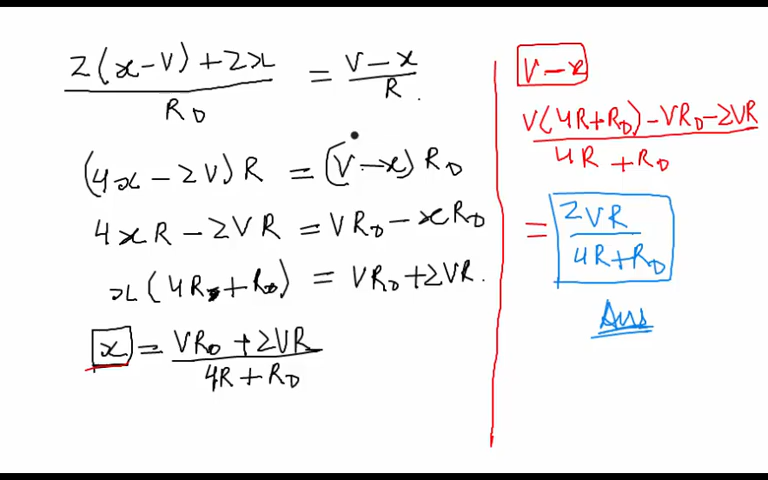 2(x-V)+2x / R₀ = V-x / R.
(4x-2V)R = (V-x)R₀
4xR-2VR = VR₀-xR₀
x(4R+R₀) = VR₀+2VR.
x = VR₀+2VR / 4R+R₀
V-x
V(4R+R₀)-VR₀-2VR / 4R+R₀
= 2VR / 4R+R₀
Ans